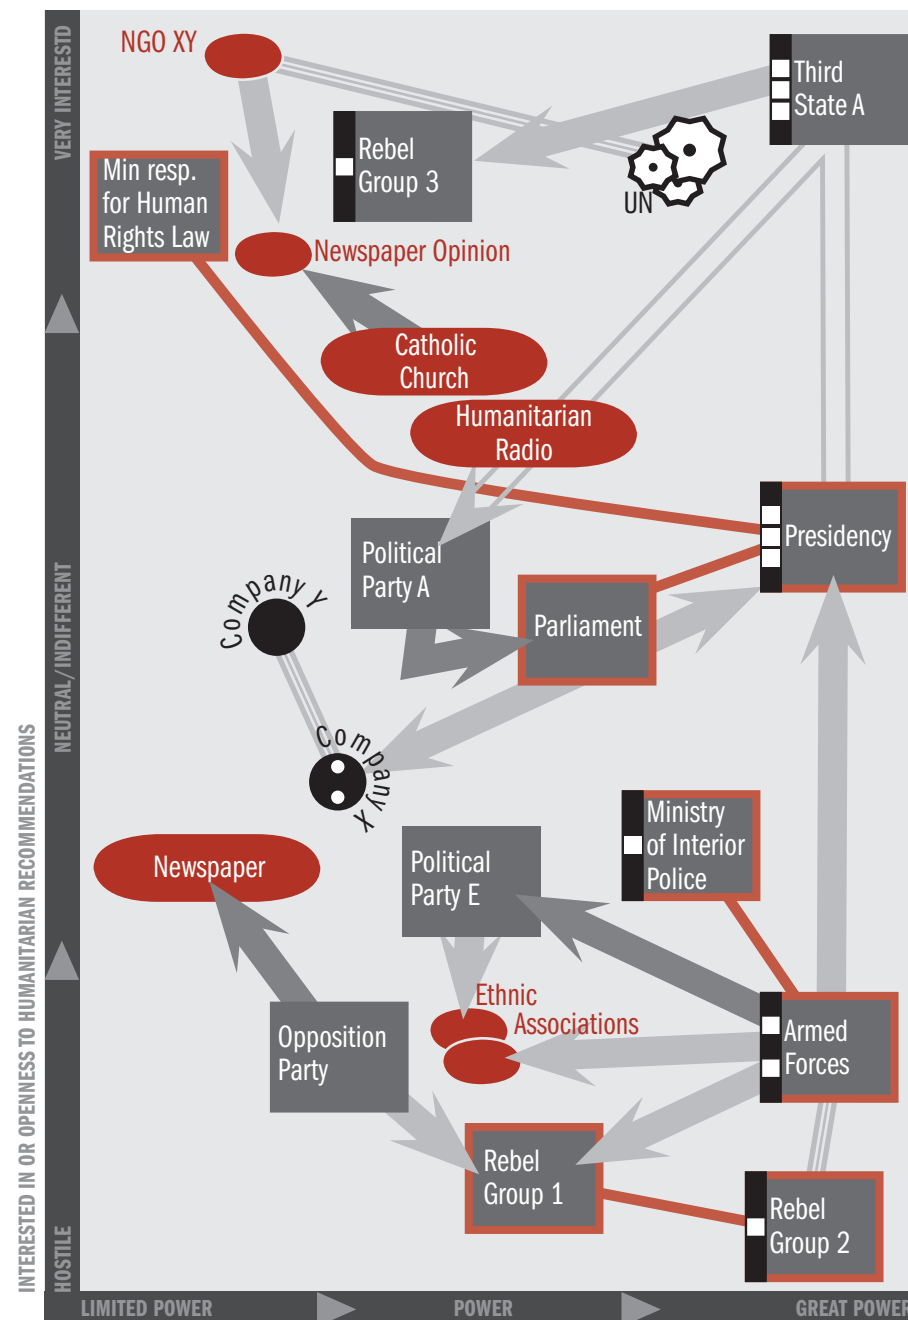 NGO XY
Third
State A
Rebel
Group 3
Min resp.
for Human
Rights Law
UN
Newspaper Opinion
Catholic
Church
Humanitarian
Radio
Presidency
Political
Party A
Parliament
Company Y
Company X
Ministry
of Interior
Police
Newspaper
Political
Party E
Ethnic
Associations
Armed
Forces
Opposition
Party
Rebel
Group 1
Rebel
Group 2
VERY INTERESTD
NEUTRAL/INDIFFERENT
HOSTILE
INTERESTED IN OR OPENNESS TO HUMANITARIAN RECOMMENDATIONS
LIMITED POWER
POWER
GREAT POWER